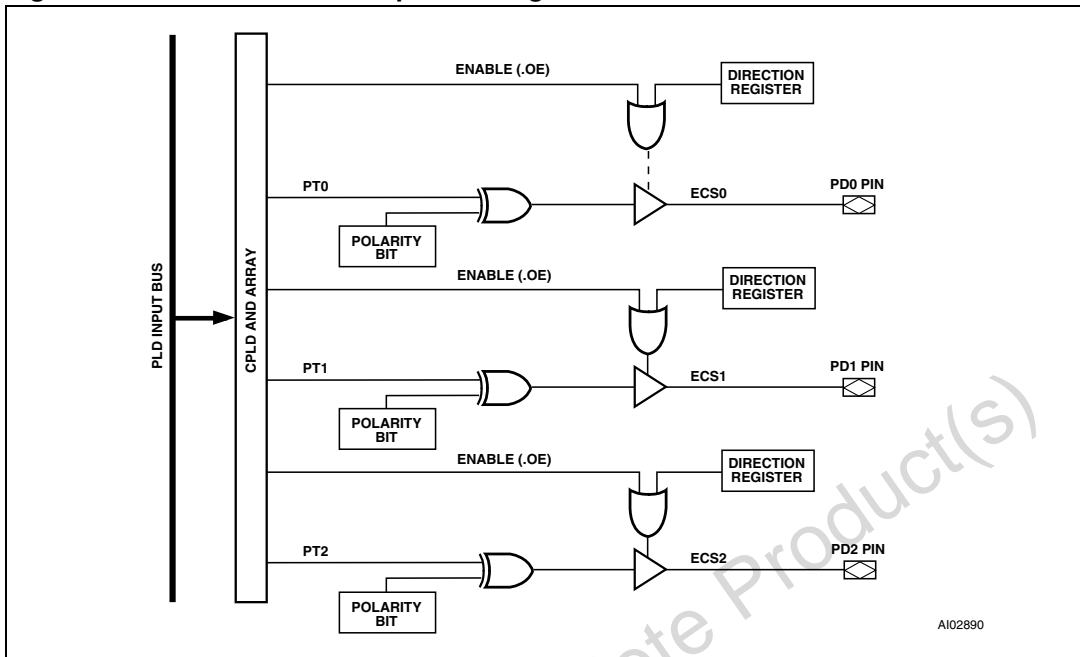 ENABLE (.OE)
DIRECTION
REGISTER
PT0
ECS0
PD0 PIN
POLARITY
BIT
ENABLE (.OE)
DIRECTION
REGISTER
PLD INPUT BUS
CPLD AND ARRAY
PT1
ECS1
PD1 PIN
POLARITY
BIT
ENABLE (.OE)
DIRECTION
REGISTER
PT2
ECS2
PD2 PIN
POLARITY
BIT
AI02890
Product(s)